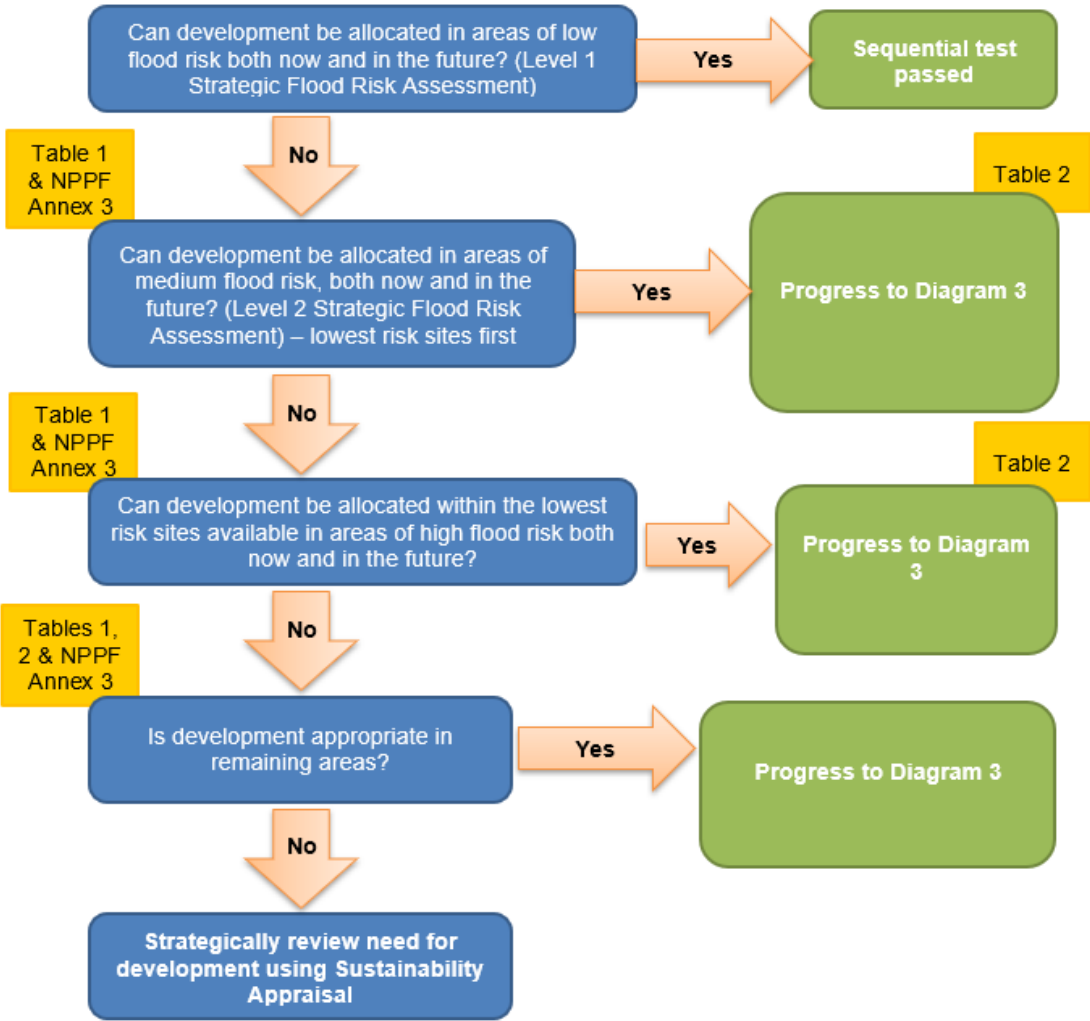 Can development be allocated in areas of low
flood risk both now and in the future? (Level 1
Strategic Flood Risk Assessment)
Yes
Sequential test
passed
No
Table 1
& NPPF
Annex 3
Table 2
Can development be allocated in areas of
medium flood risk, both now and in the
future? (Level 2 Strategic Flood Risk
Assessment) – lowest risk sites first
Yes
Progress to Diagram 3
No
Table 1
& NPPF
Annex 3
Table 2
Can development be allocated within the lowest
risk sites available in areas of high flood risk both
now and in the future?
Yes
Progress to Diagram
3
No
Tables 1,
2 & NPPF
Annex 3
Is development appropriate in
remaining areas?
Yes
Progress to Diagram 3
No
Strategically review need for
development using Sustainability
Appraisal